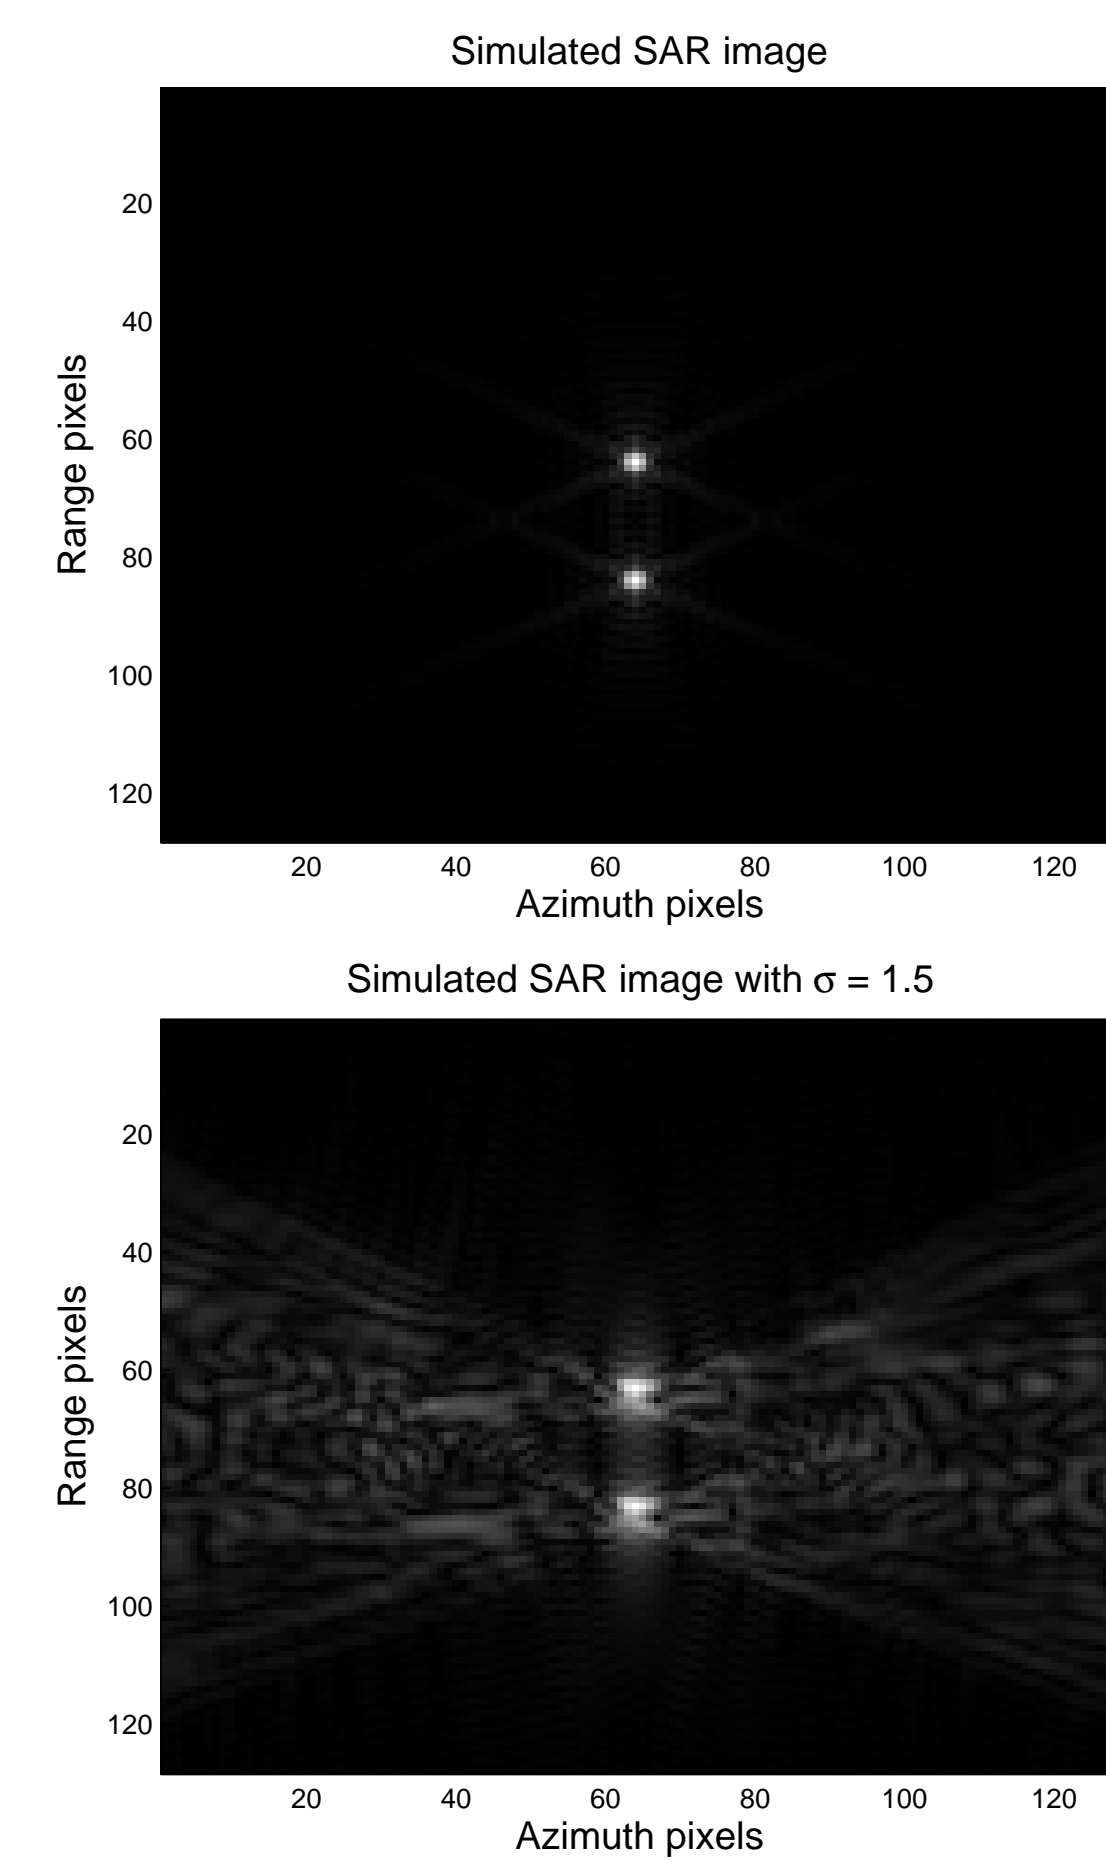 Simulated SAR image
Range pixels
20
40
60
80
100
120
20 40 60 80 100 120
Azimuth pixels
Simulated SAR image with σ = 1.5
Range pixels
20
40
60
80
100
120
20 40 60 80 100 120
Azimuth pixels